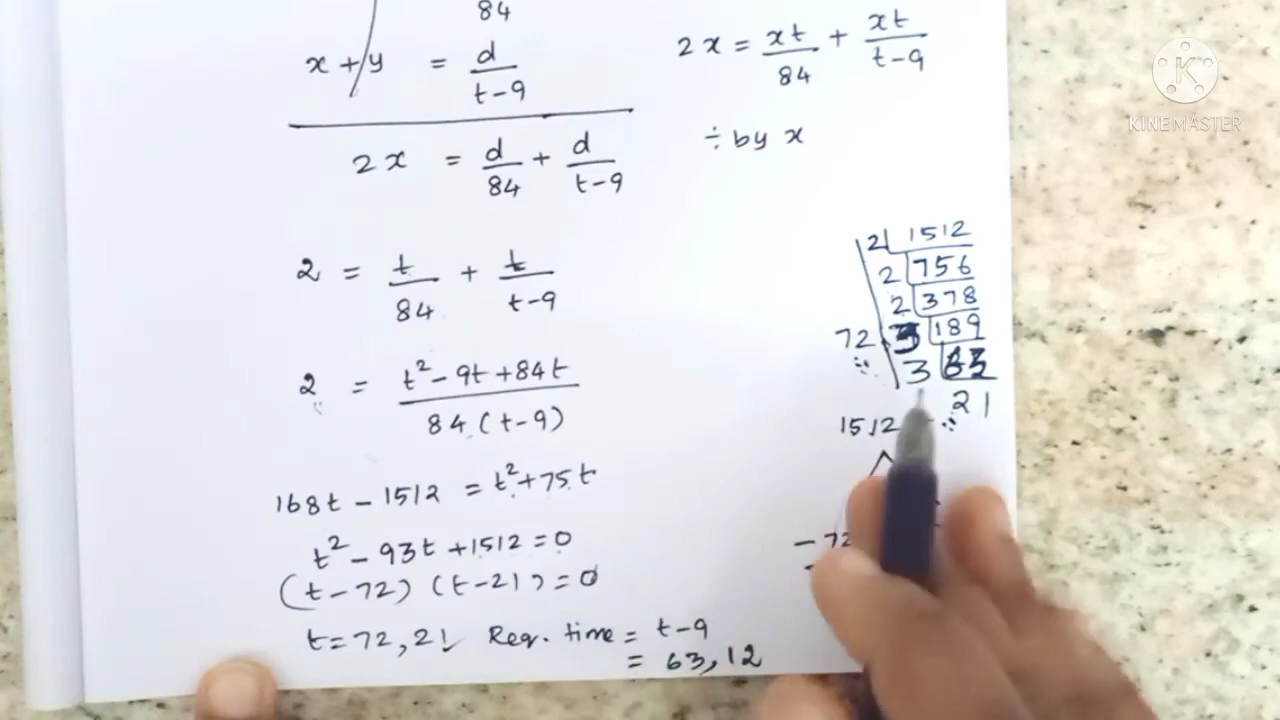 84
x + y = d / t-9
2x = d/84 + d/t-9
2 = t/84 + t/t-9
2 = t² - 9t + 84t / 84 (t-9)
168t - 1512 = t² + 75t
t² - 93t + 1512 = 0
(t-72) (t-21) = 0
t = 72, 21 Req. time = t-9
= 63, 12
2x = xt/84 + xt/t-9
÷ by x
2 1512
2 756
2 378
72 3 189
3 63
21
1512
-72
K
KINEMASTER